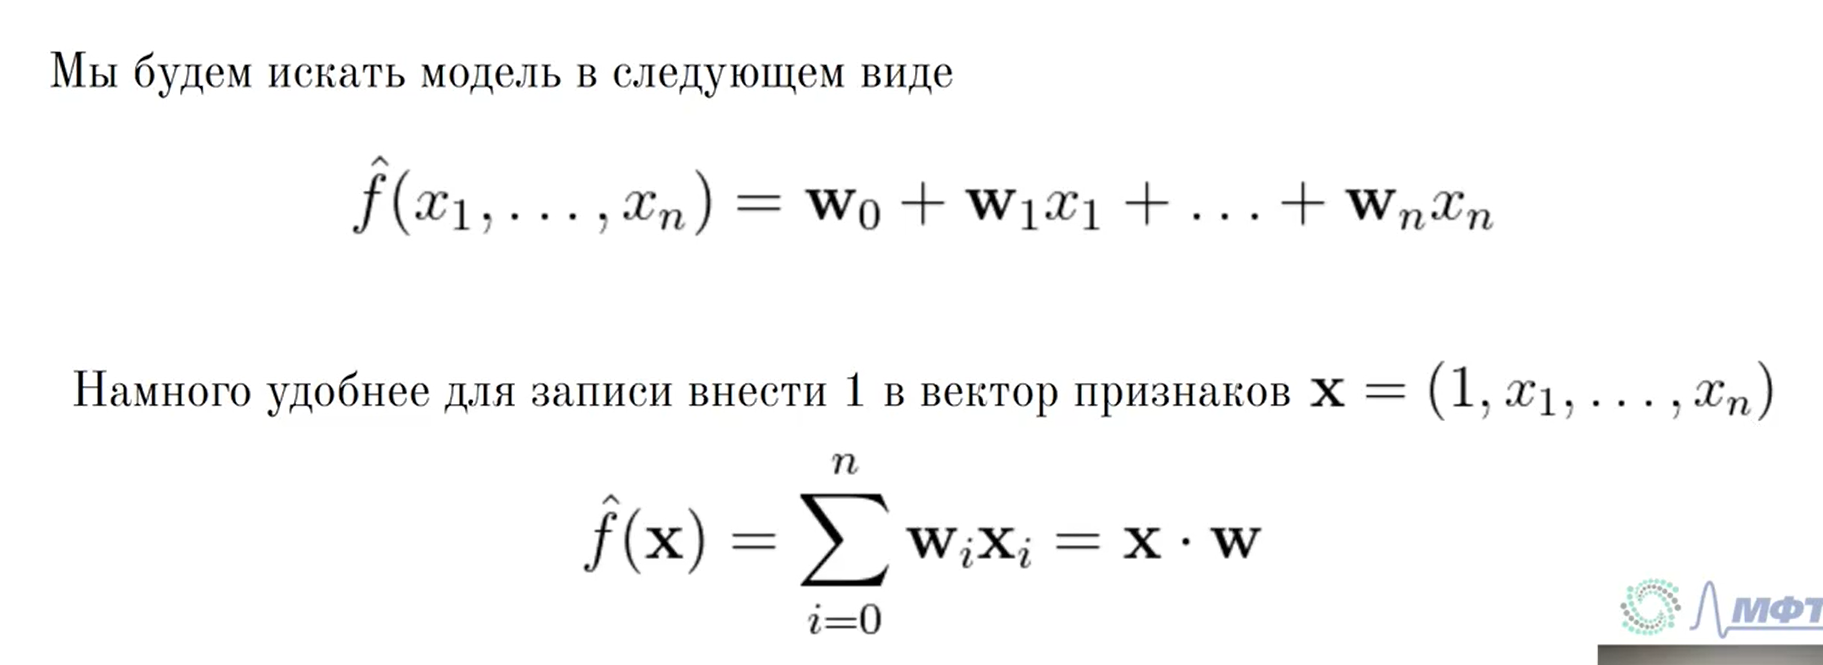 Мы будем искать модель в следующем виде
f̂(x₁, . . . , xₙ) = w₀ + w₁x₁ + . . . + wₙxₙ
Намного удобнее для записи внести 1 в вектор признаков x = (1, x₁, . . . , xₙ)
f̂(x) = ∑ᵢ₌₀ⁿ wᵢxᵢ = x · w
МФТ